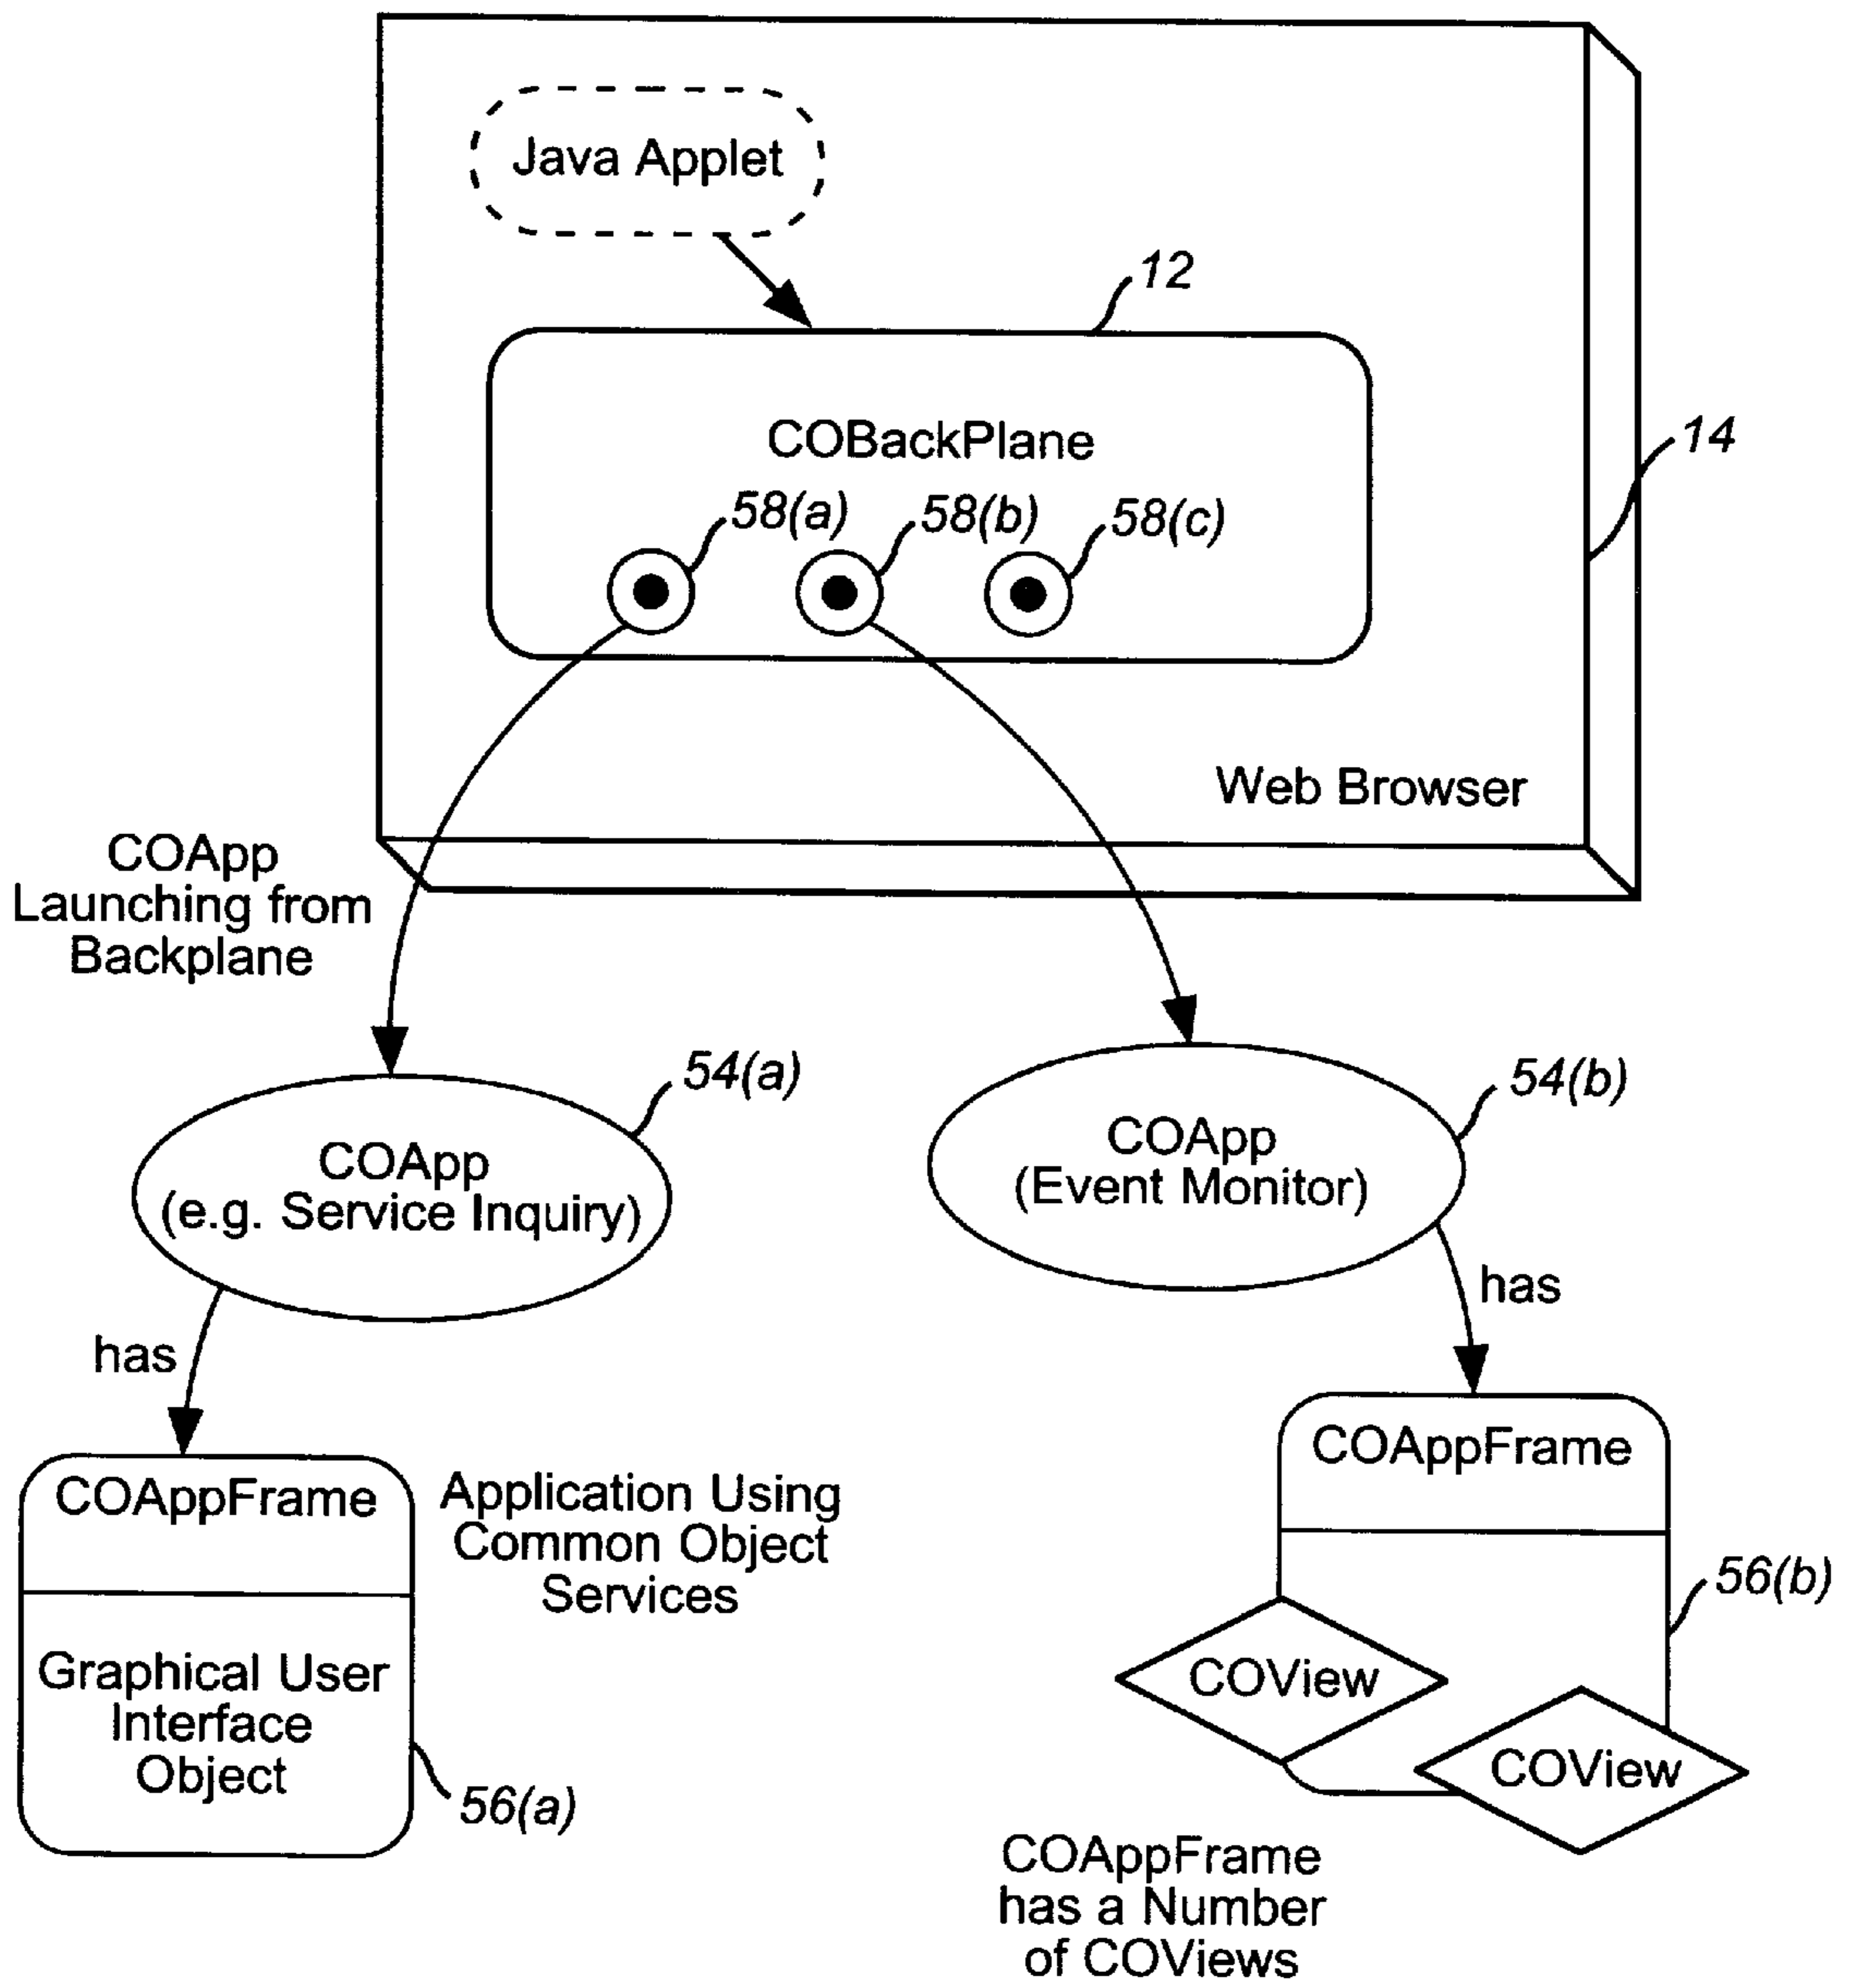 Java Applet
12
COBackPlane
14
58(a)
58(b)
58(c)
Web Browser
COApp
Launching from
Backplane
54(a)
54(b)
COApp
(e.g. Service Inquiry)
COApp
(Event Monitor)
has
has
COAppFrame
Graphical User
Interface
Object
56(a)
Application Using
Common Object
Services
COAppFrame
56(b)
COView
COView
COAppFrame
has a Number
of COViews